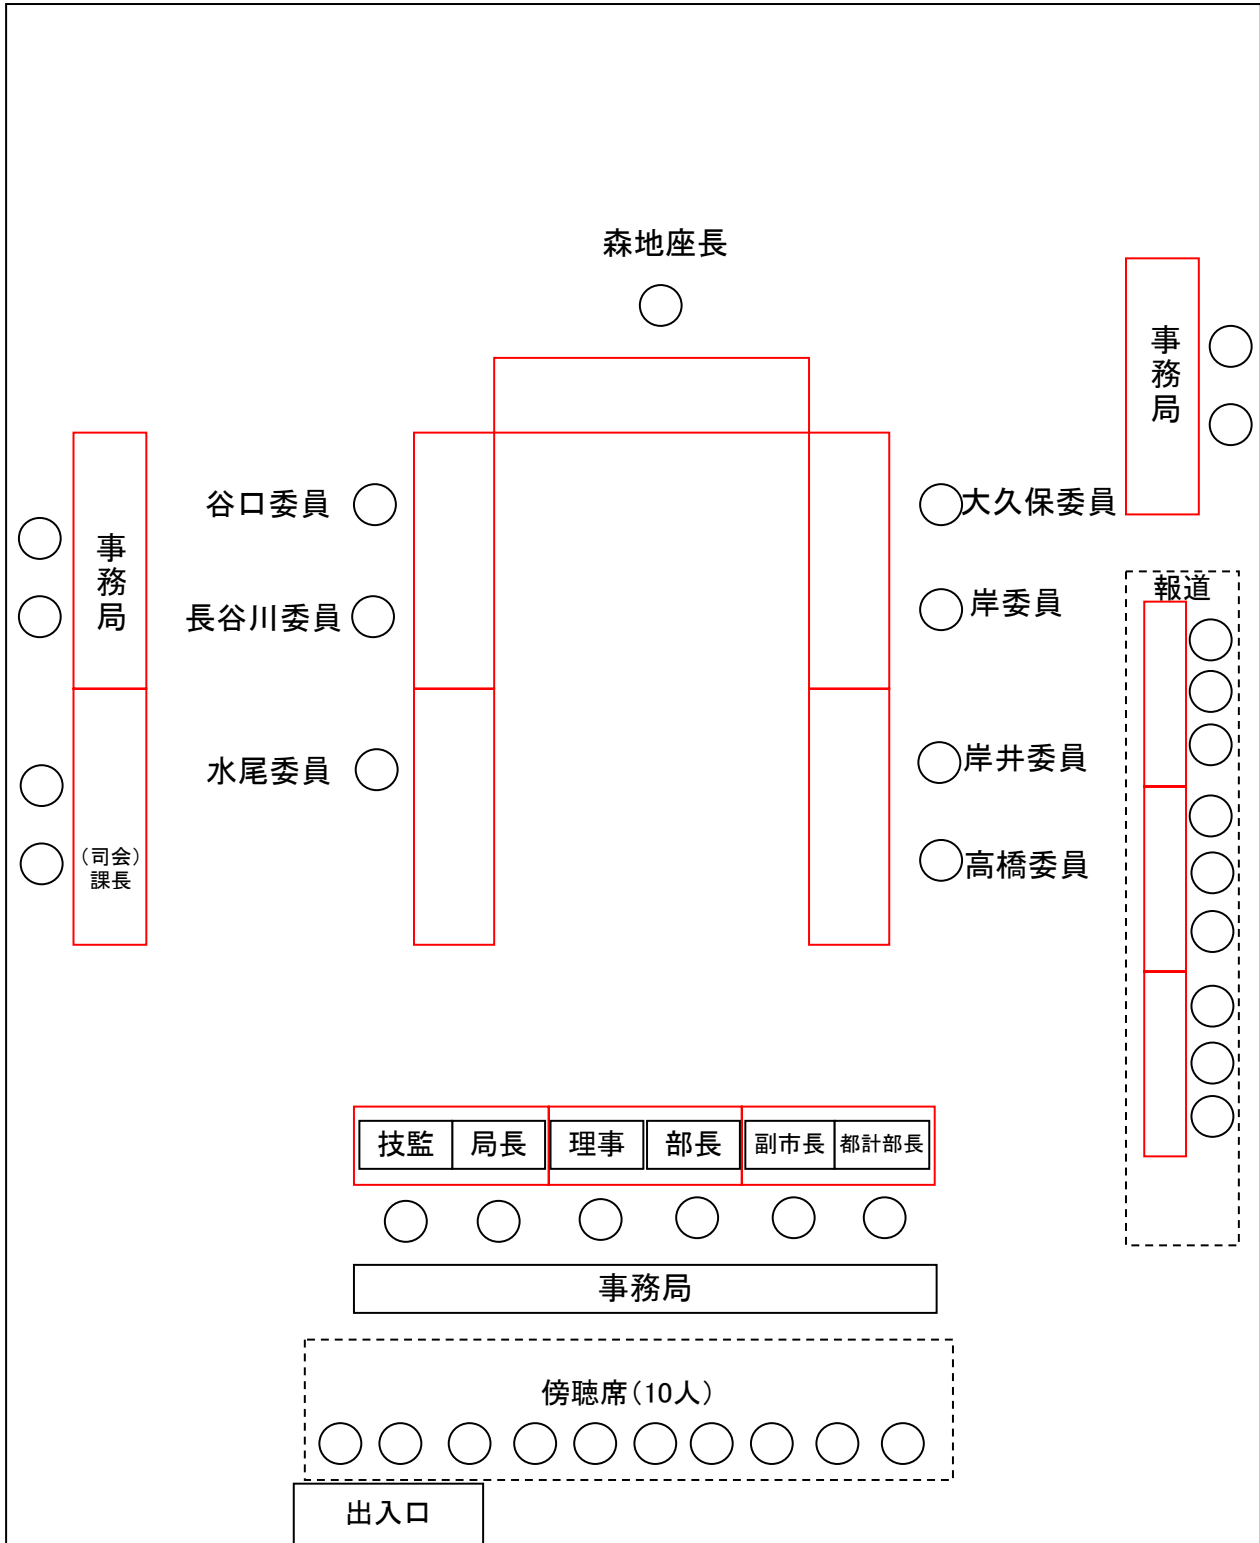 森地座長
事務局
谷口委員
大久保委員
事務局
長谷川委員
岸委員
報道
水尾委員
岸井委員
（司会）
課長
高橋委員
技監
局長
理事
部長
副市長
都計部長
事務局
傍聴席（10人）
出入口